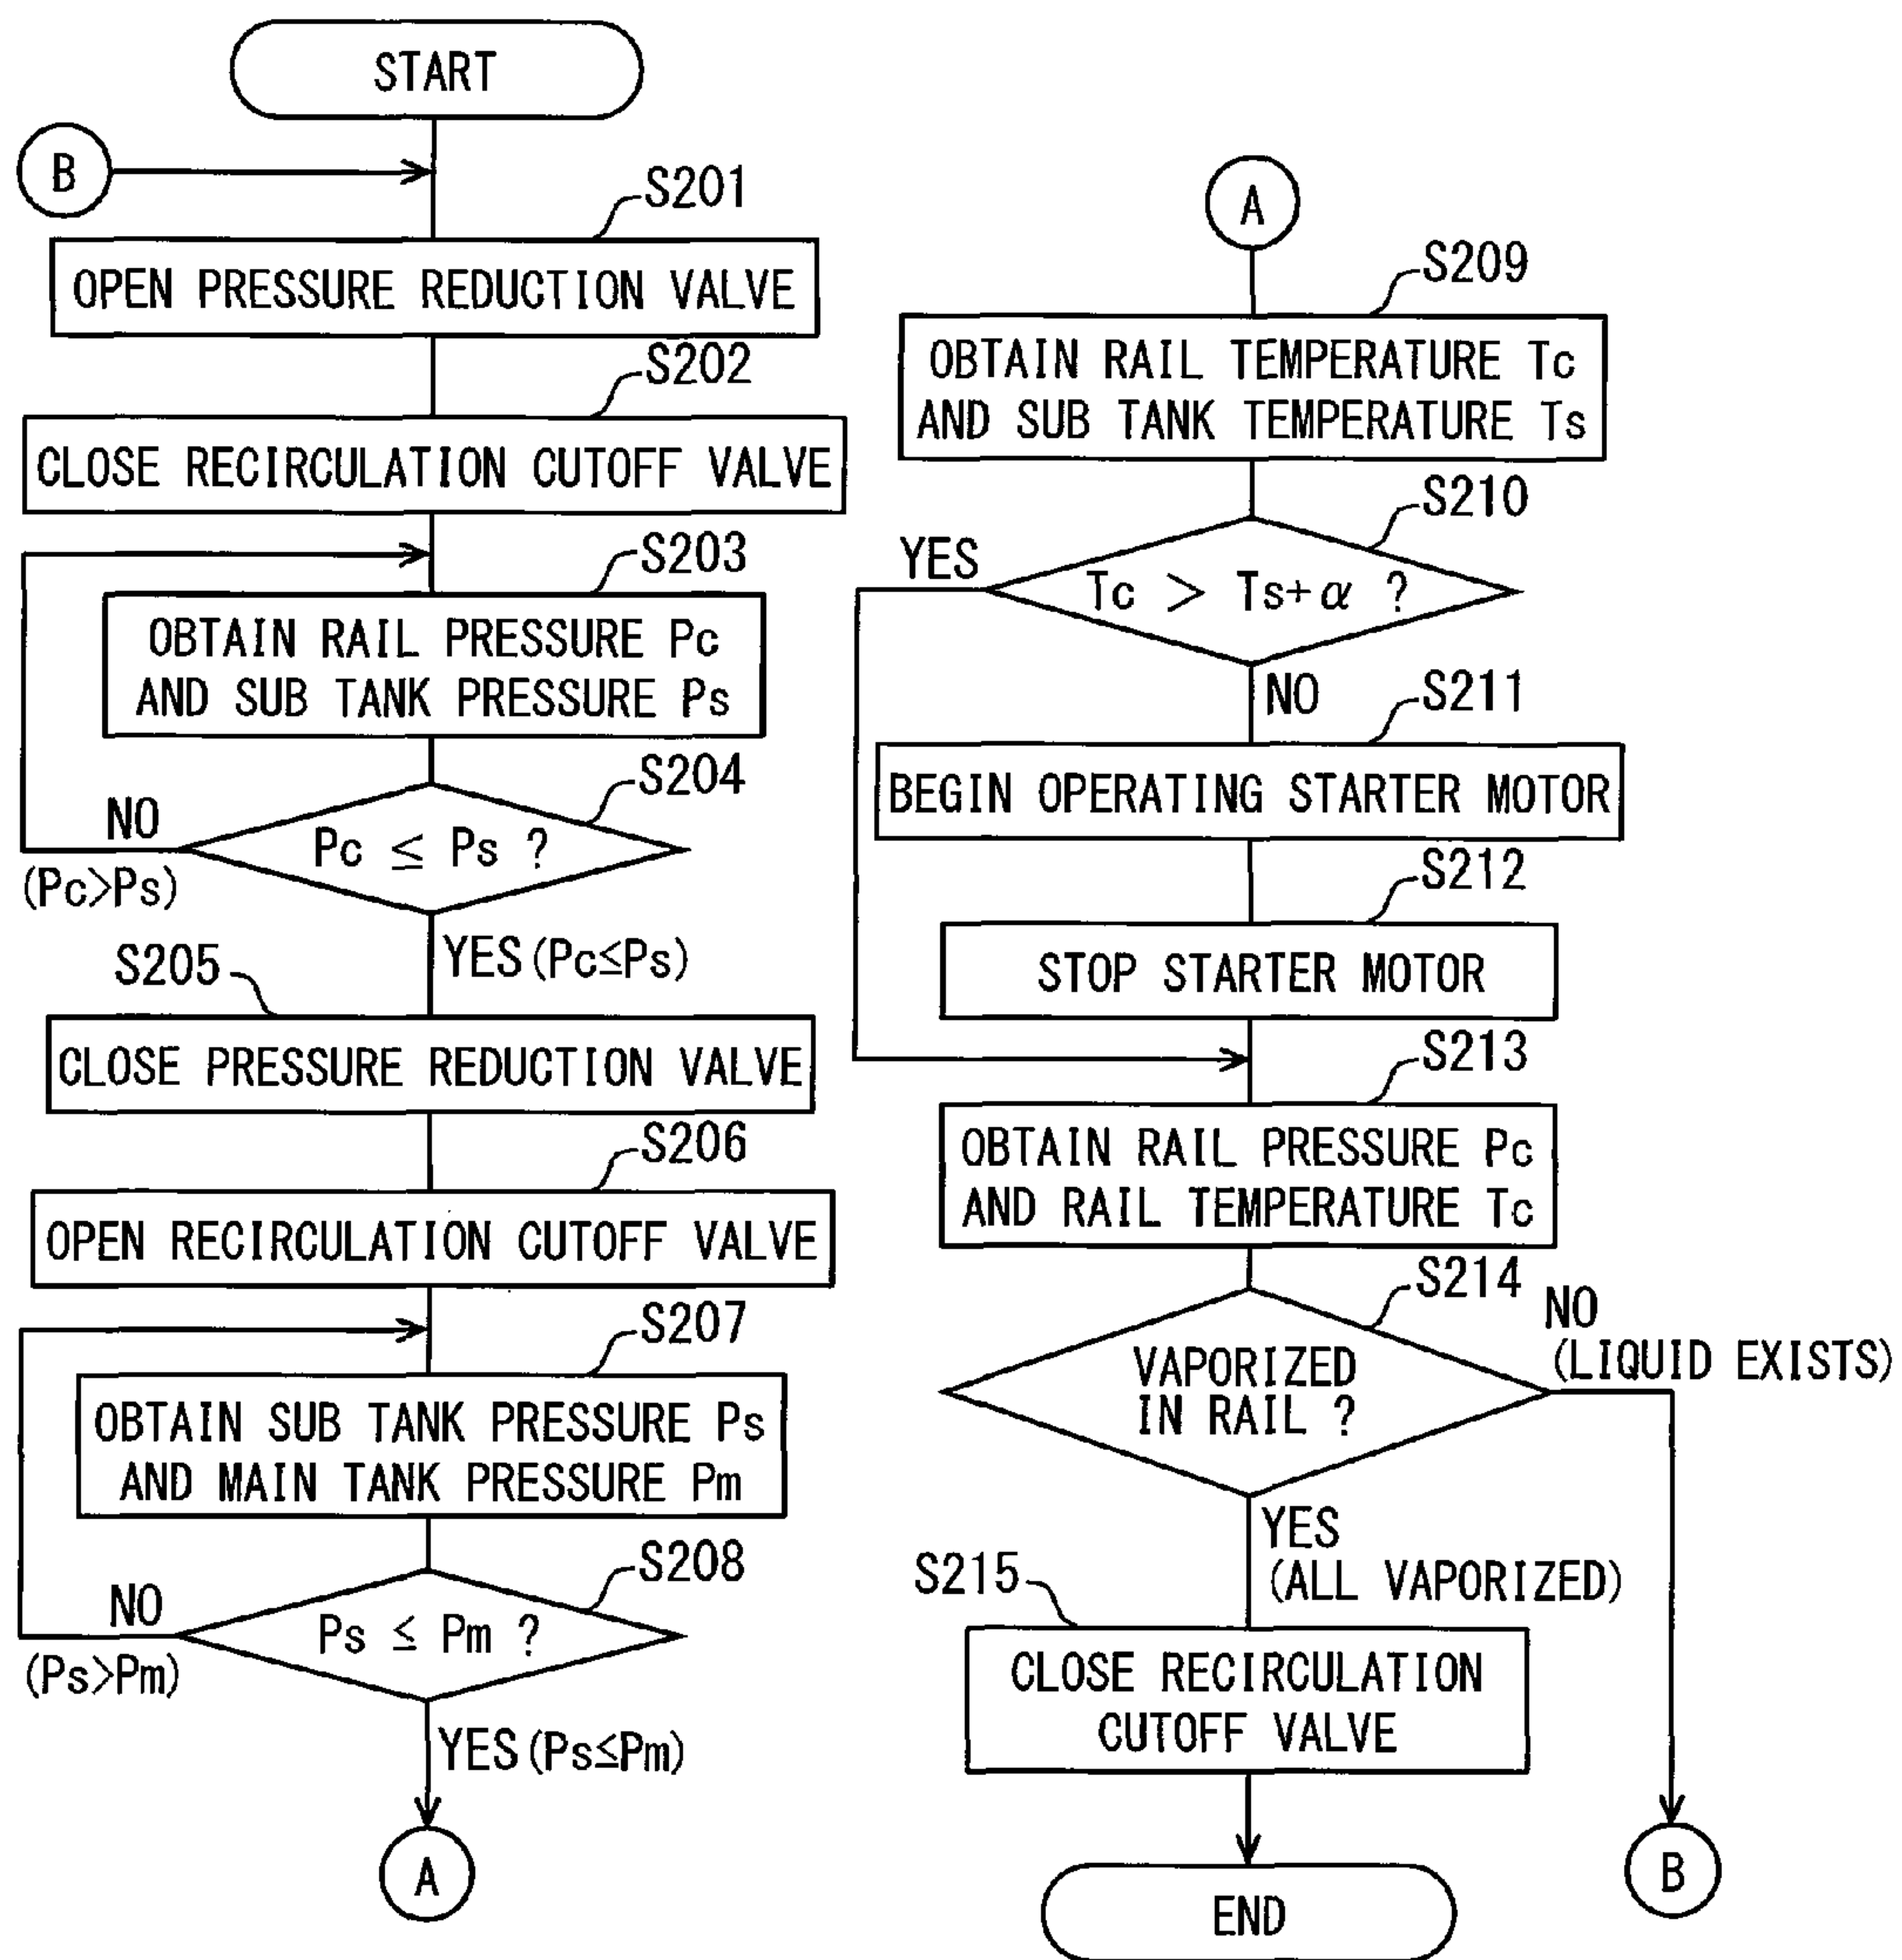 START
B
S201
OPEN PRESSURE REDUCTION VALVE
S202
CLOSE RECIRCULATION CUTOFF VALVE
S203
OBTAIN RAIL PRESSURE Pc
AND SUB TANK PRESSURE Ps
S204
Pc ≤ Ps ?
NO
(Pc>Ps)
YES (Pc≤Ps)
S205
CLOSE PRESSURE REDUCTION VALVE
S206
OPEN RECIRCULATION CUTOFF VALVE
S207
OBTAIN SUB TANK PRESSURE Ps
AND MAIN TANK PRESSURE Pm
S208
Ps ≤ Pm ?
NO
(Ps>Pm)
YES (Ps≤Pm)
A
A
S209
OBTAIN RAIL TEMPERATURE Tc
AND SUB TANK TEMPERATURE Ts
S210
YES
Tc > Ts+α ?
NO
S211
BEGIN OPERATING STARTER MOTOR
S212
STOP STARTER MOTOR
S213
OBTAIN RAIL PRESSURE Pc
AND RAIL TEMPERATURE Tc
S214
NO
(LIQUID EXISTS)
VAPORIZED
IN RAIL ?
YES
(ALL VAPORIZED)
S215
CLOSE RECIRCULATION
CUTOFF VALVE
B
END